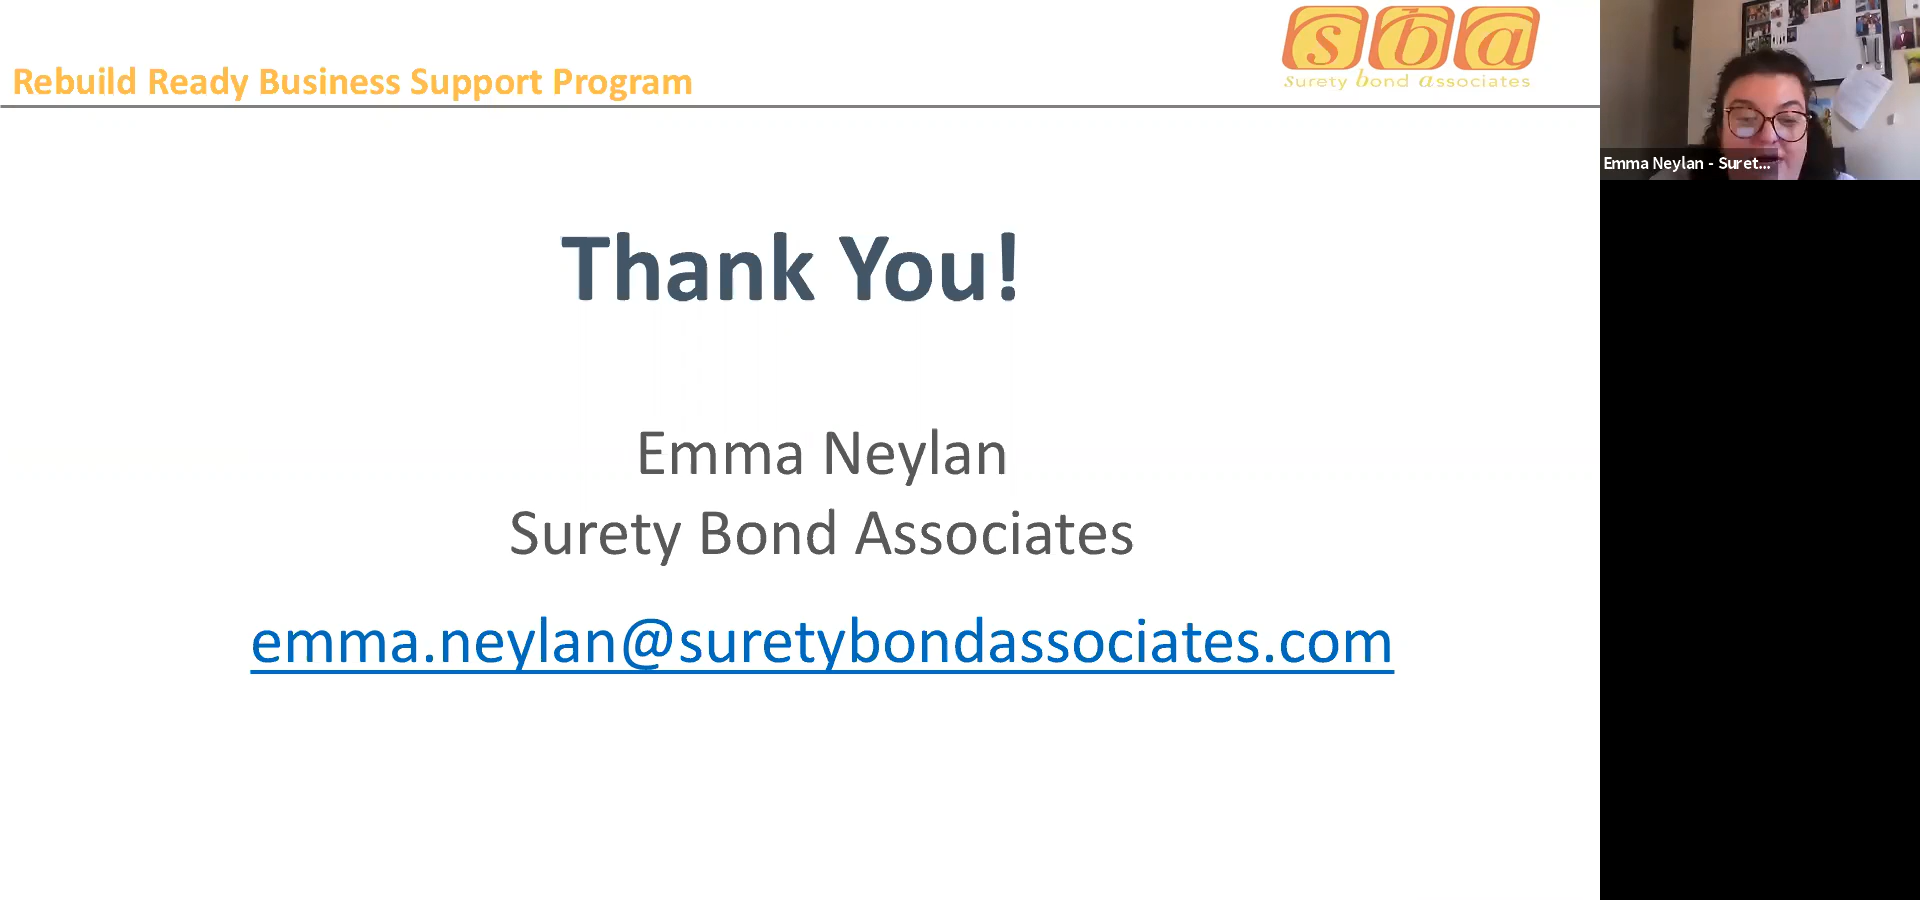 Rebuild Ready Business Support Program
sba
surety bond associates
Emma Neylan - Suret...
Thank You!
Emma Neylan
Surety Bond Associates
emma.neylan@suretybondassociates.com